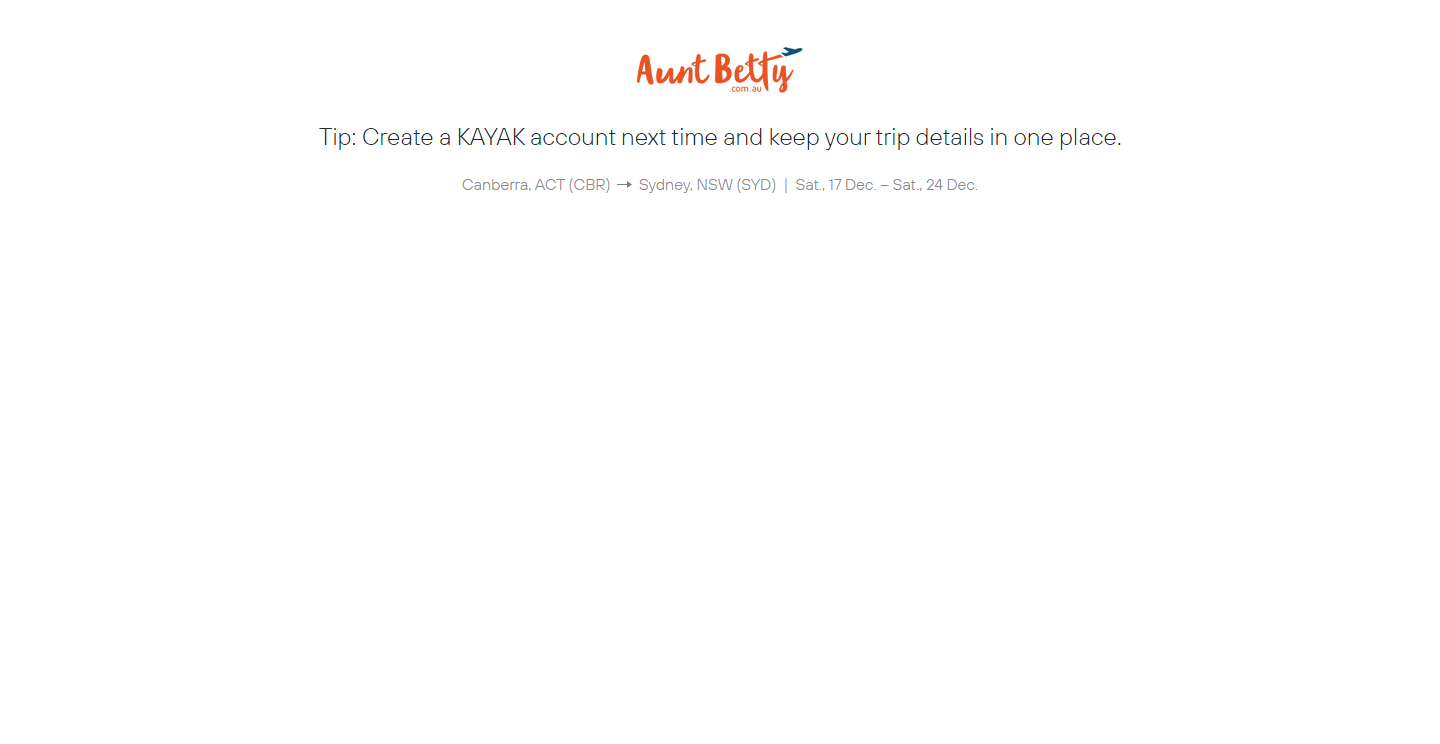 Aunt Betty
.com.au
Tip: Create a KAYAK account next time and keep your trip details in one place.
Canberra, ACT (CBR) → Sydney, NSW (SYD) | Sat., 17 Dec. – Sat., 24 Dec.